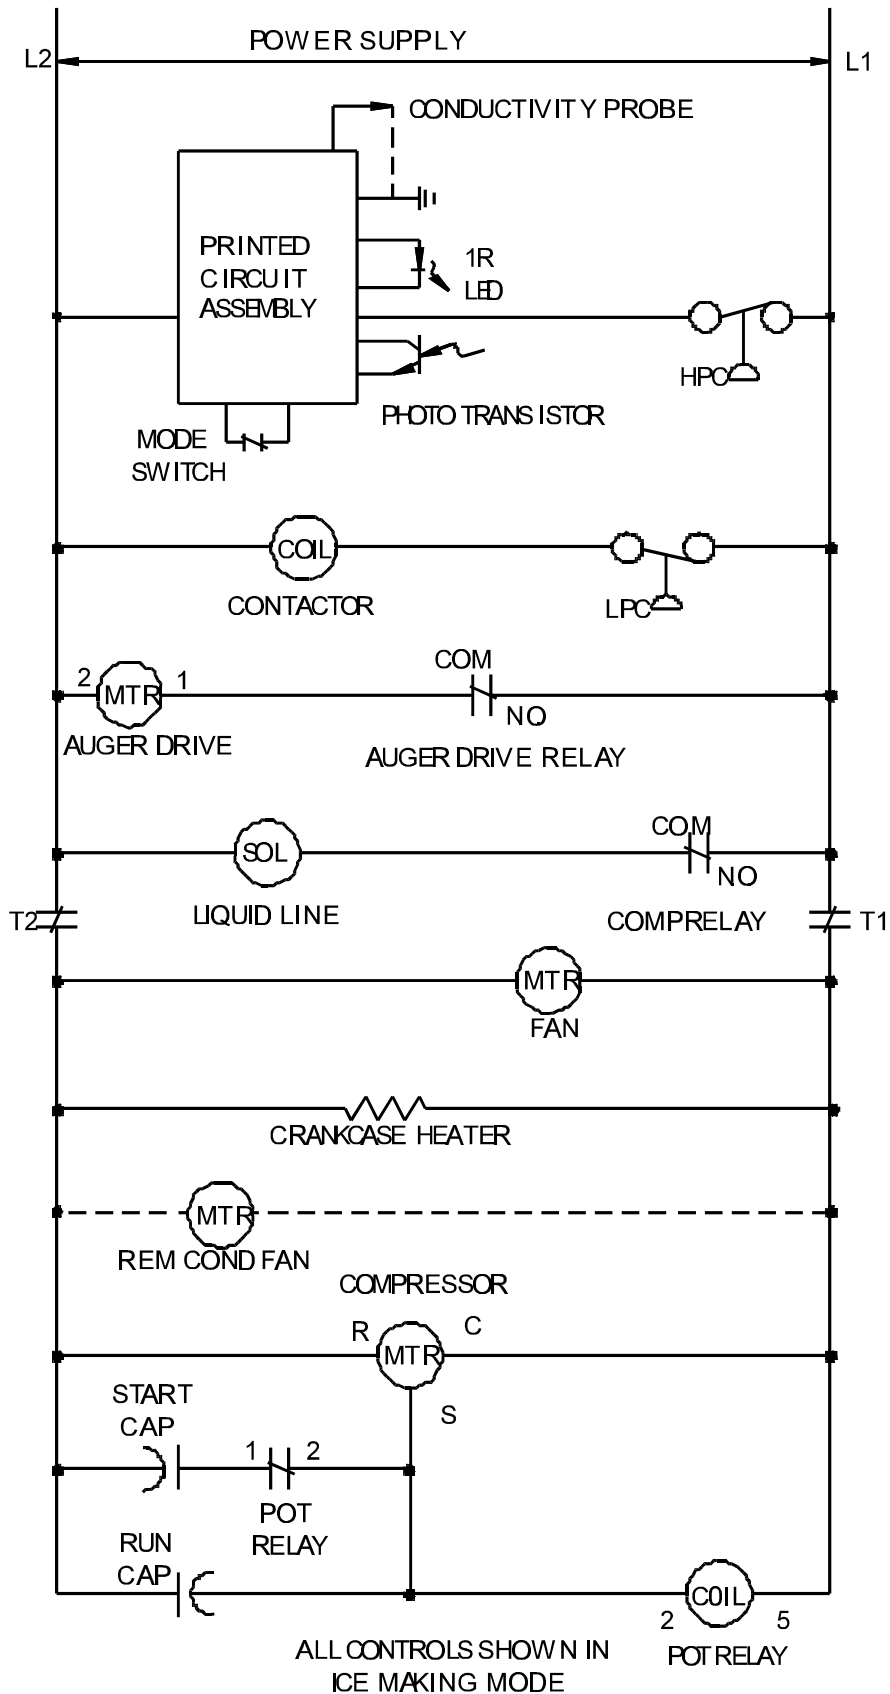 POWER SUPPLY
L2
L1
CONDUCTIVITY PROBE
PRINTED
CIRCUIT
ASSEMBLY
1R
LED
HPC
PHOTO TRANSISTOR
MODE
SWITCH
COIL
CONTACTOR
LPC
COM
2
MTR
1
NO
AUGER DRIVE
AUGER DRIVE RELAY
COM
SOL
NO
LIQUID LINE
COMP RELAY
T2
T1
MTR
FAN
CRANKCASE HEATER
MTR
REM COND FAN
COMPRESSOR
R
C
MTR
S
START
CAP
1
2
POT
RELAY
RUN
CAP
C0IL
2
5
POT RELAY
ALL CONTROLS SHOWN IN
ICE MAKING MODE